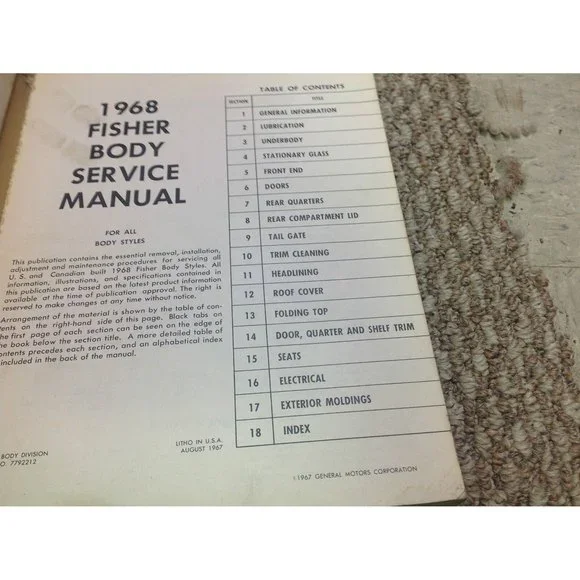 1968
FISHER
BODY
SERVICE
MANUAL
FOR ALL
BODY STYLES
This publication contains the essential removal, installation,
adjustment and maintenance procedures for servicing all
U. S. and Canadian built 1968 Fisher Body Styles. All
information, illustrations, and specifications contained in
this publication are based on the latest product information
available at the time of publication approval. The right is
reserved to make changes at any time without notice.
Arrangement of the material is shown by the table of con-
tents on the right-hand side of this page. Black tabs on
the first page of each section can be seen on the edge of
the book below the section title. A more detailed table of
contents precedes each section, and an alphabetical index
included in the back of the manual.
BODY DIVISION
O 7792212
LITHO IN U.S.A.
AUGUST 1967
TABLE OF CONTENTS
SECTION TITLE
1 GENERAL INFORMATION
2 LUBRICATION
3 UNDERBODY
4 STATIONARY GLASS
5 FRONT END
6 DOORS
7 REAR QUARTERS
8 REAR COMPARTMENT LID
9 TAIL GATE
10 TRIM CLEANING
11 HEADLINING
12 ROOF COVER
13 FOLDING TOP
14 DOOR, QUARTER AND SHELF TRIM
15 SEATS
16 ELECTRICAL
17 EXTERIOR MOLDINGS
18 INDEX
1967 GENERAL MOTORS CORPORATION